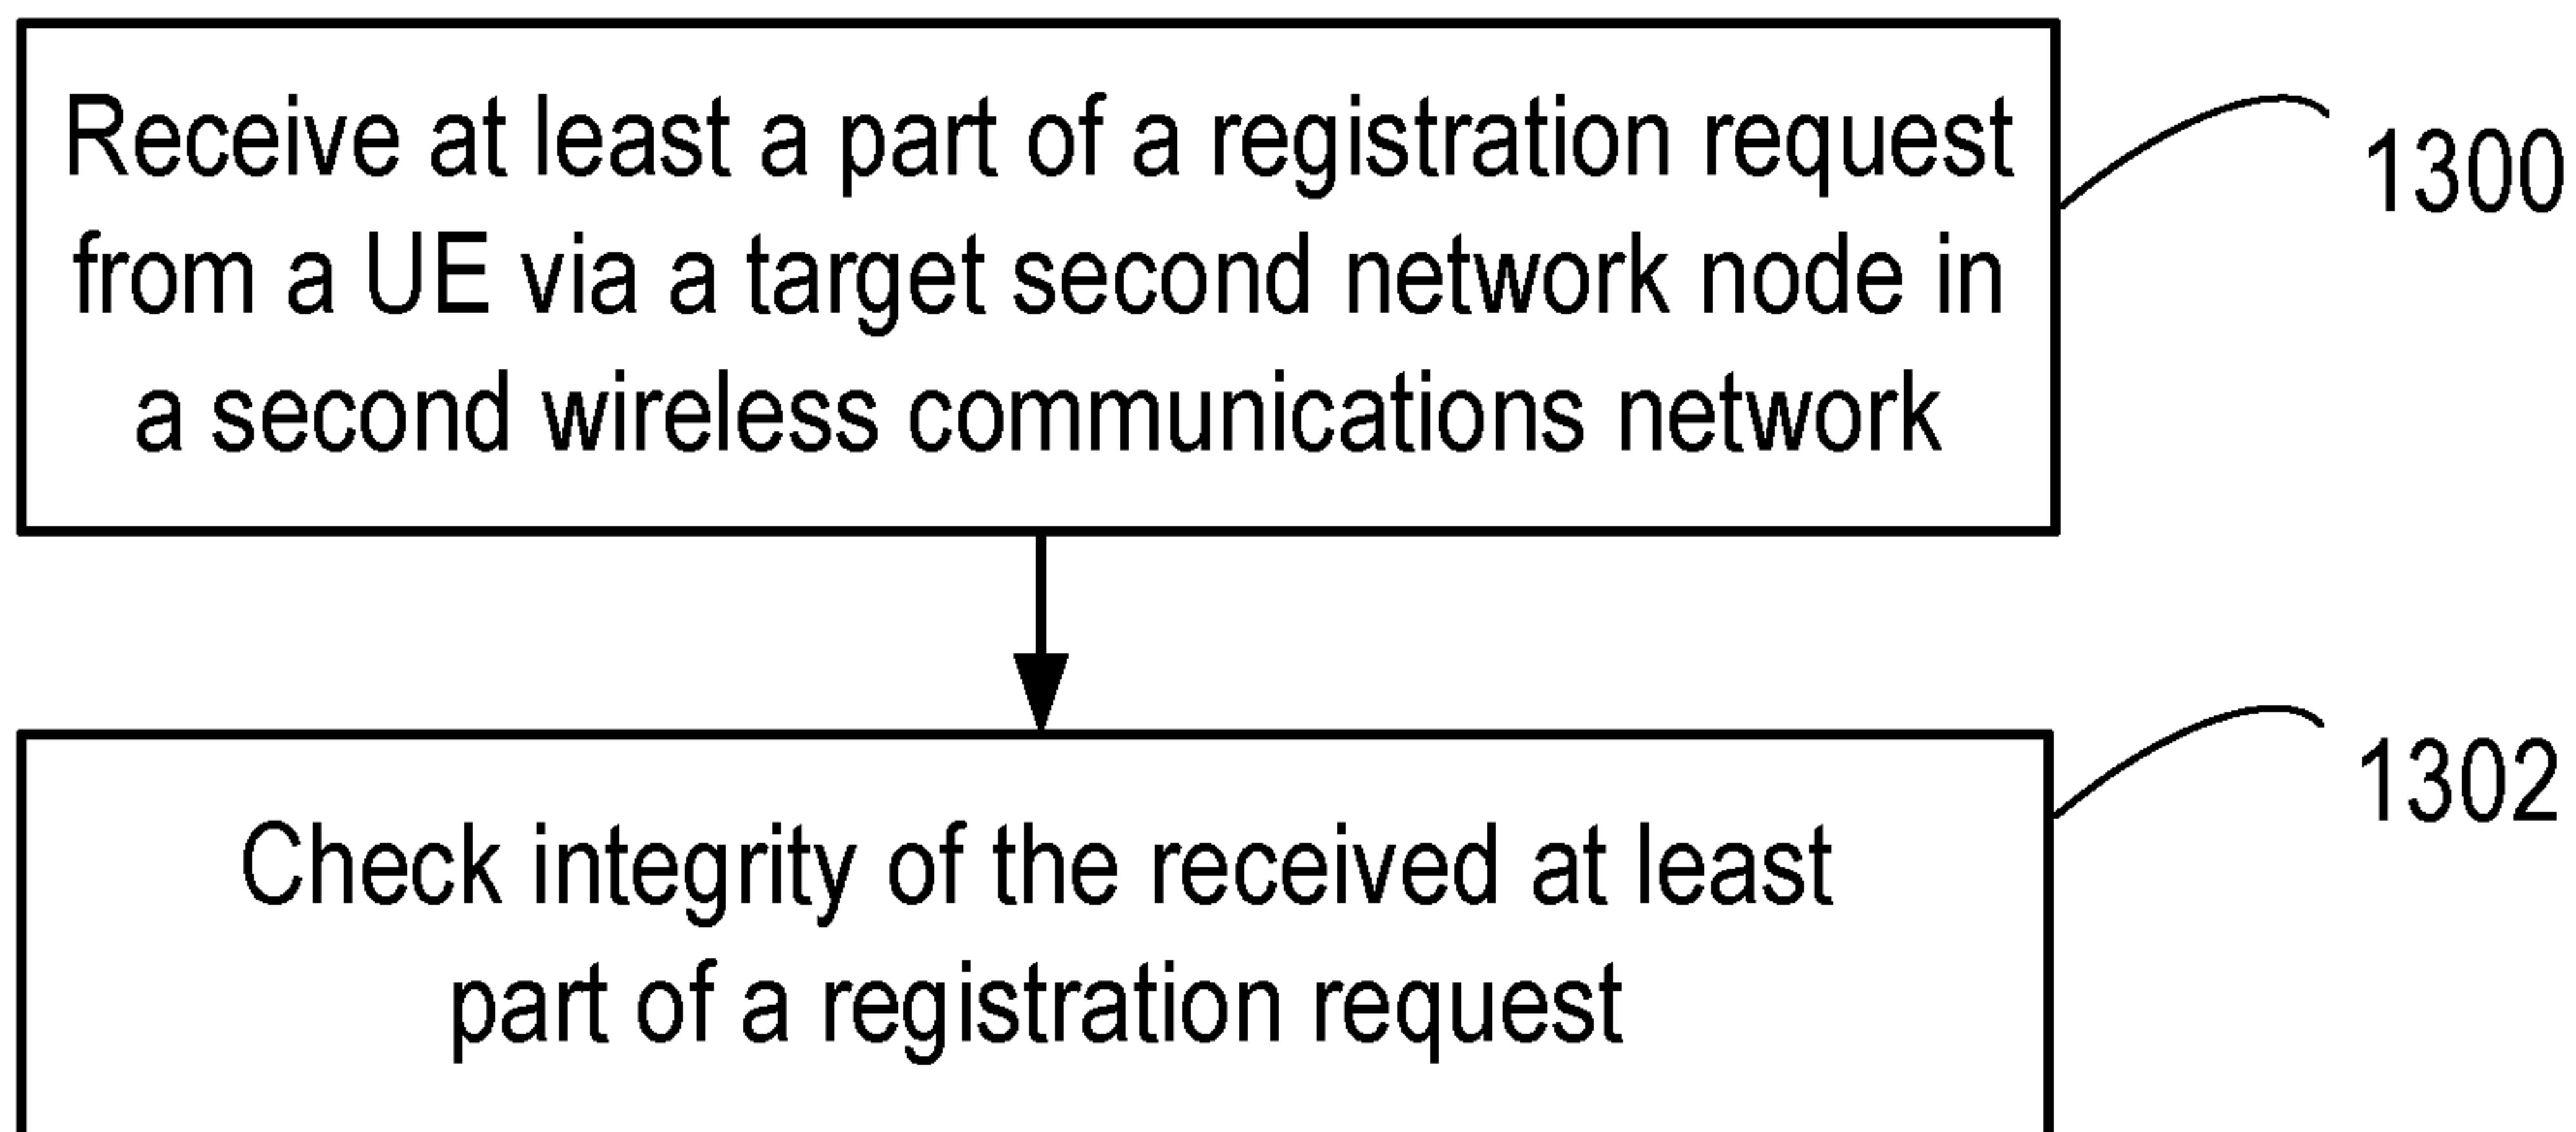 Receive at least a part of a registration request
from a UE via a target second network node in
a second wireless communications network
1300
Check integrity of the received at least
part of a registration request
1302